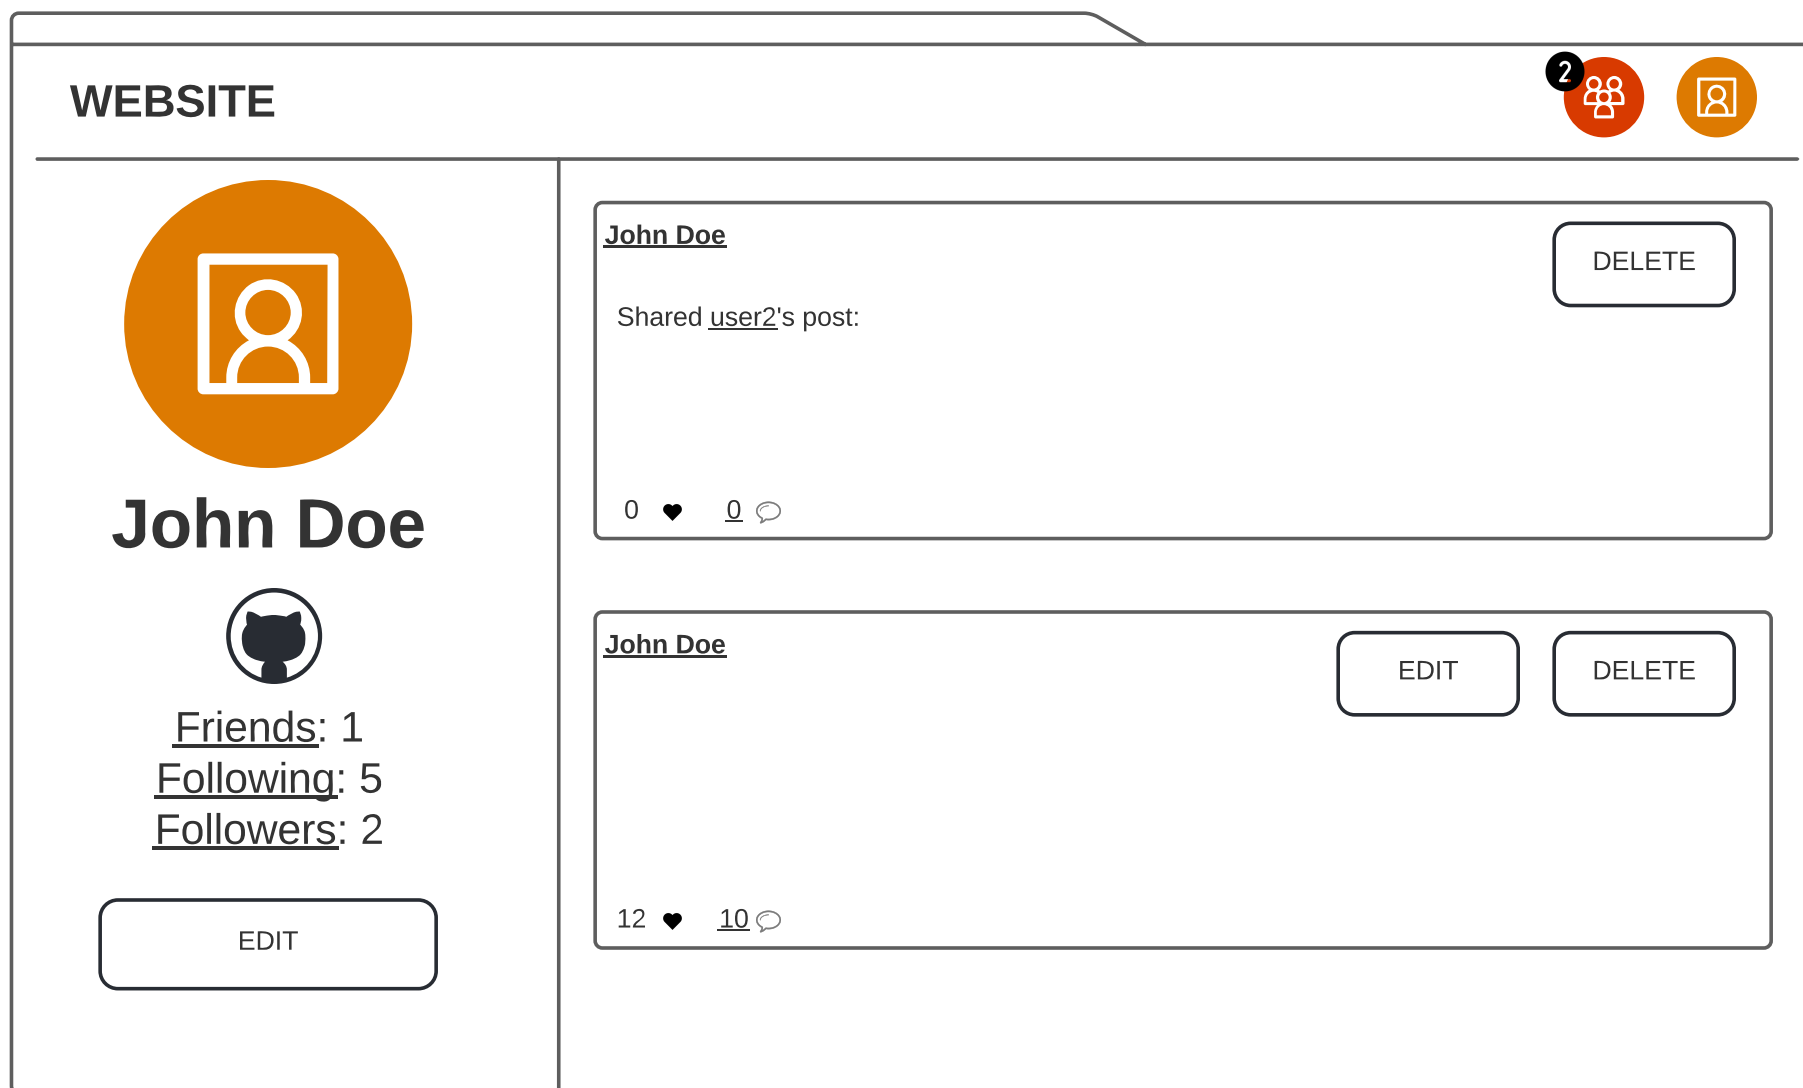 WEBSITE
2
John Doe
Friends: 1
Following: 5
Followers: 2
EDIT
John Doe
DELETE
Shared user2's post:
0 0
John Doe
EDIT
DELETE
12 10